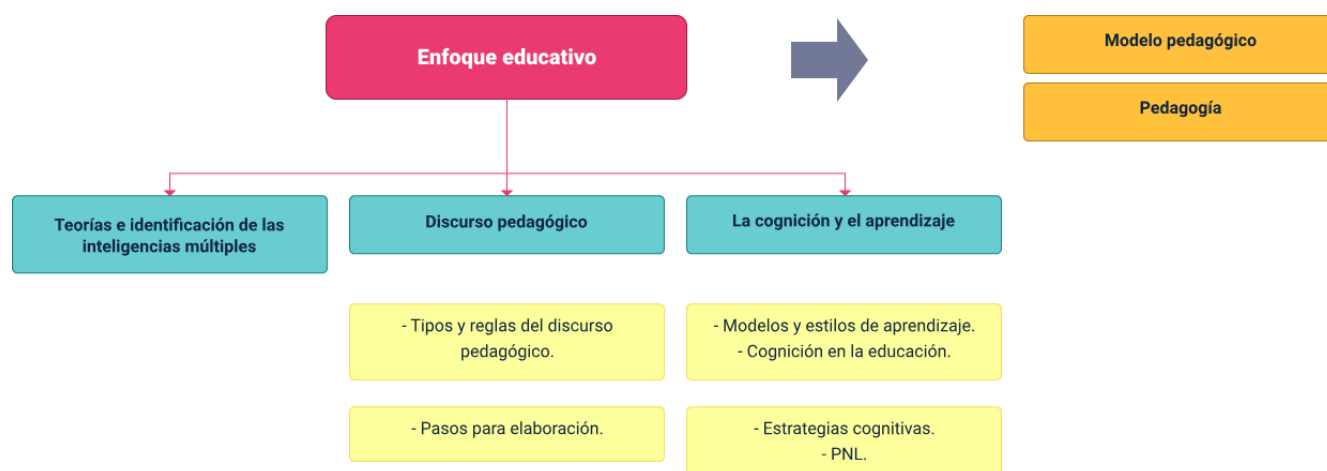 Enfoque educativo
Modelo pedagógico
Pedagogía
Teorías e identificación de las
inteligencias múltiples
Discurso pedagógico
La cognición y el aprendizaje
- Tipos y reglas del discurso
pedagógico.
- Modelos y estilos de aprendizaje.
- Cognición en la educación.
- Pasos para elaboración.
- Estrategias cognitivas.
- PNL.